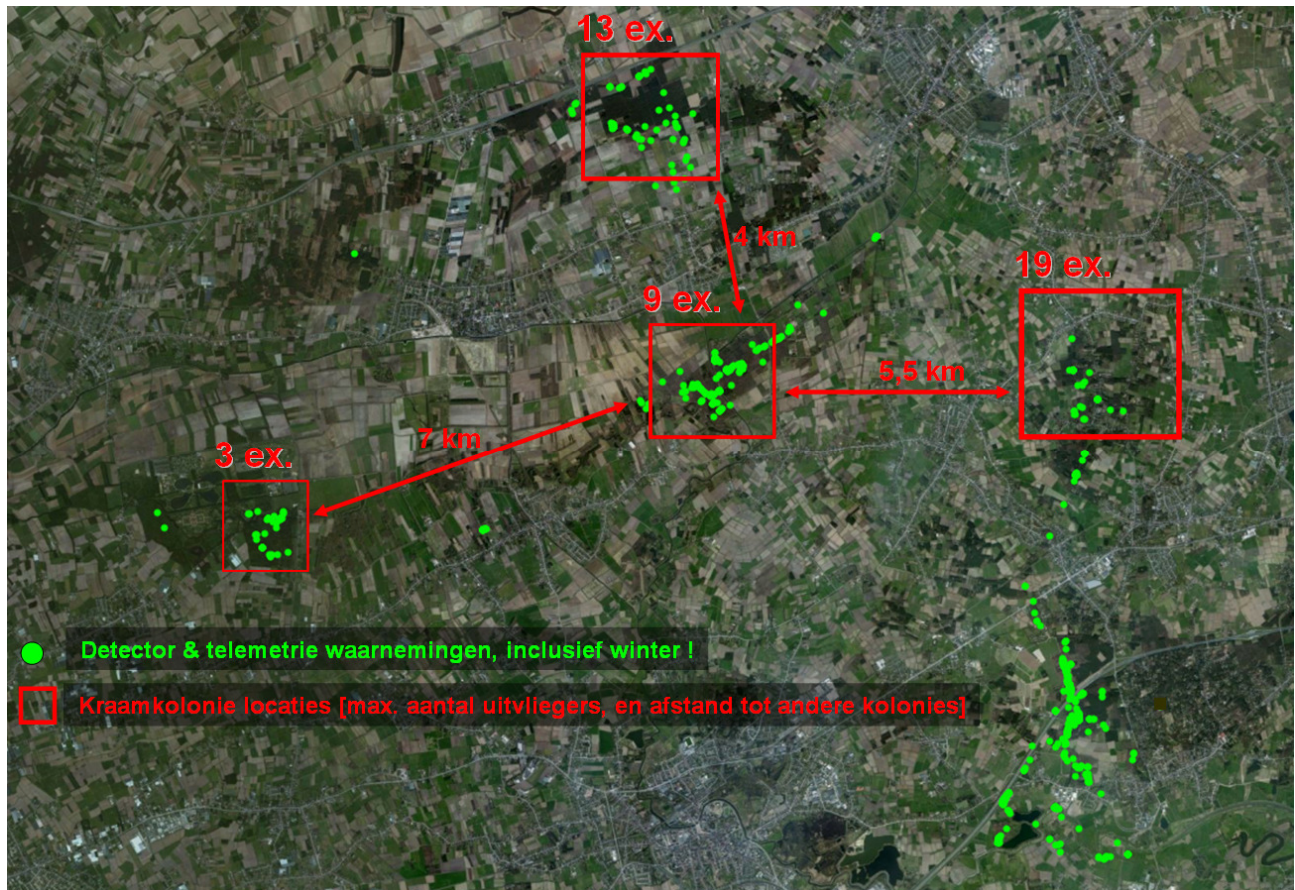 13 ex.
4 km
19 ex.
9 ex.
5,5 km
7 km
3 ex.
Detector & telemetrie waarnemingen, inclusief winter !
Kraamkolonie locaties [max. aantal uitvliegers, en afstand tot andere kolonies]